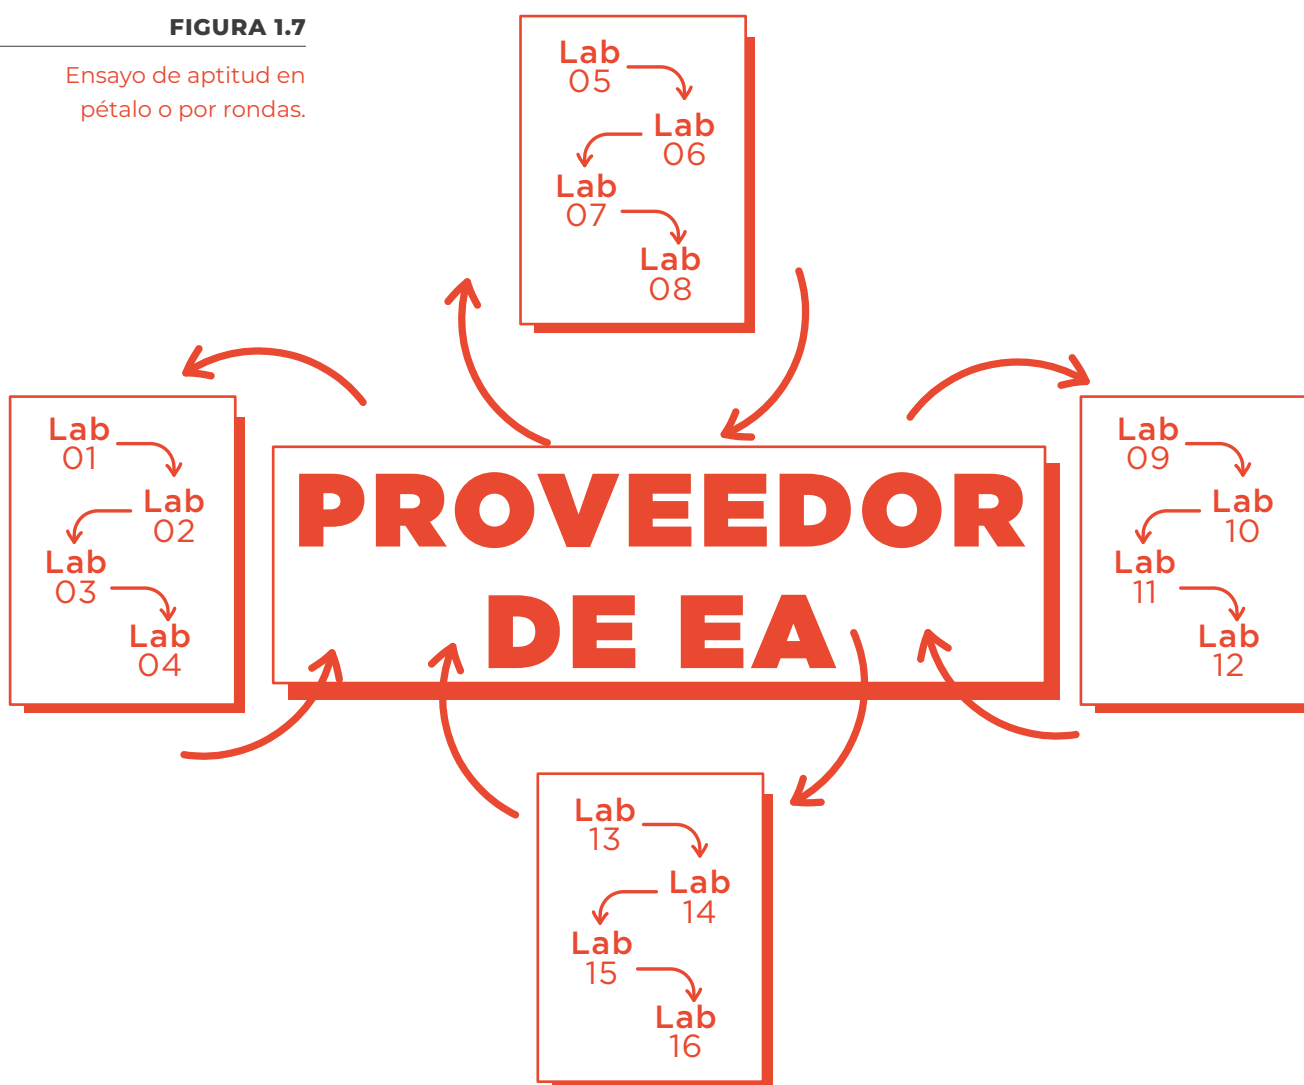 FIGURA 1.7
Ensayo de aptitud en
pétalo o por rondas.
Lab
05
Lab
06
Lab
07
Lab
08
Lab
01
Lab
02
Lab
03
Lab
04
PROVEEDOR
DE EA
Lab
09
Lab
10
Lab
11
Lab
12
Lab
13
Lab
14
Lab
15
Lab
16